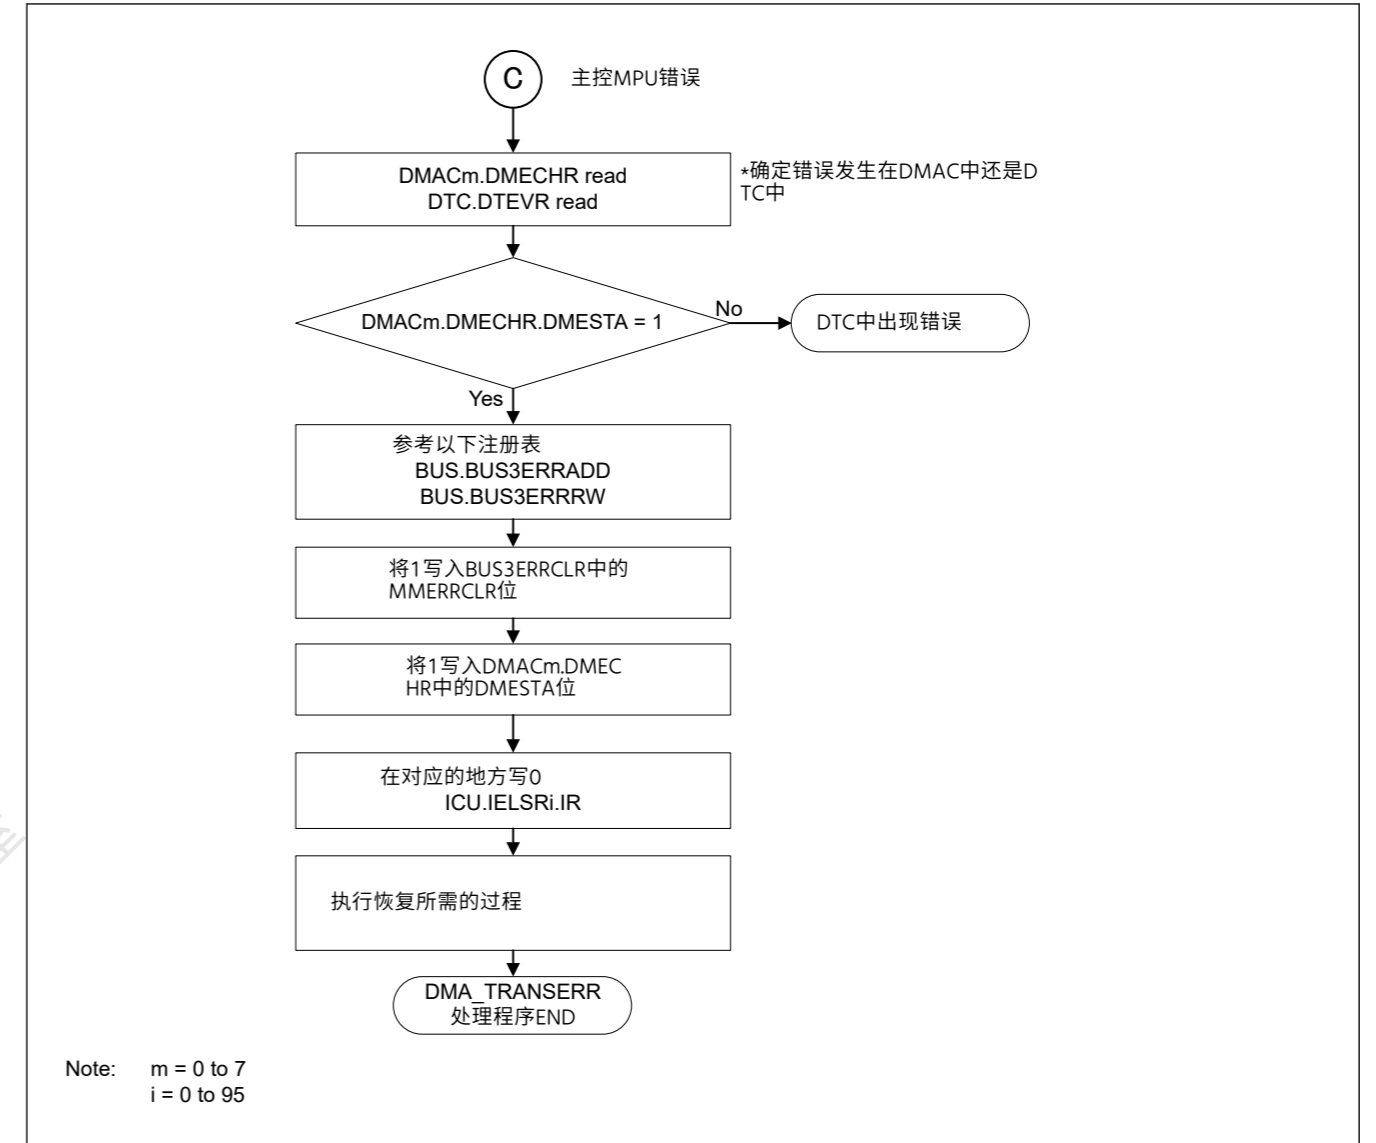 C
主控MPU错误
DMACm.DMECHR read
DTC.DTEVR read
*确定错误发生在DMAC中还是D
TC中
DMACm.DMECHR.DMESTA = 1
No
DTC中出现错误
Yes
参考以下注册表
BUS.BUS3ERRADD
BUS.BUS3ERRRW
将1写入BUS3ERRCLR中的
MMERRCLR位
将1写入DMACm.DMEC
HR中的DMESTA位
在对应的地方写0
ICU.IELSRi.IR
执行恢复所需的过程
DMA_TRANSERR
处理程序END
Note: m = 0 to 7
i = 0 to 95